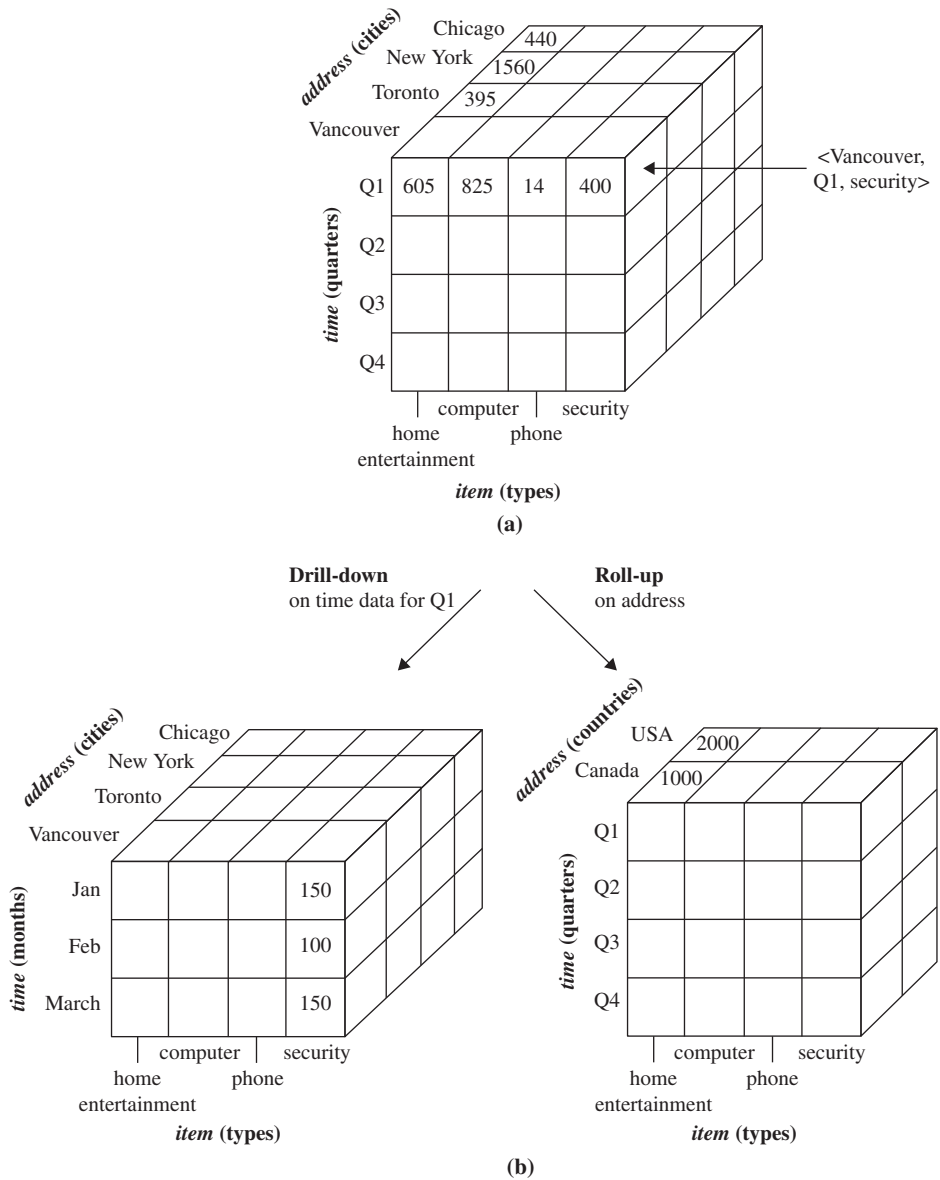 Chicago
440
New York
1560
address (cities)
Toronto
395
Vancouver
<Vancouver,
Q1, security>
Q1 605 825 14 400
Q2
time (quarters)
Q3
Q4
computer security
home phone
entertainment
item (types)
(a)
Drill-down
on time data for Q1
Roll-up
on address
address (cities)
Chicago
New York
Toronto
Vancouver
time (months)
Jan 150
Feb 100
March 150
computer security
home phone
entertainment
item (types)
address (countries)
USA
2000
Canada
1000
Q1
Q2
time (quarters)
Q3
Q4
computer security
home phone
entertainment
item (types)
(b)